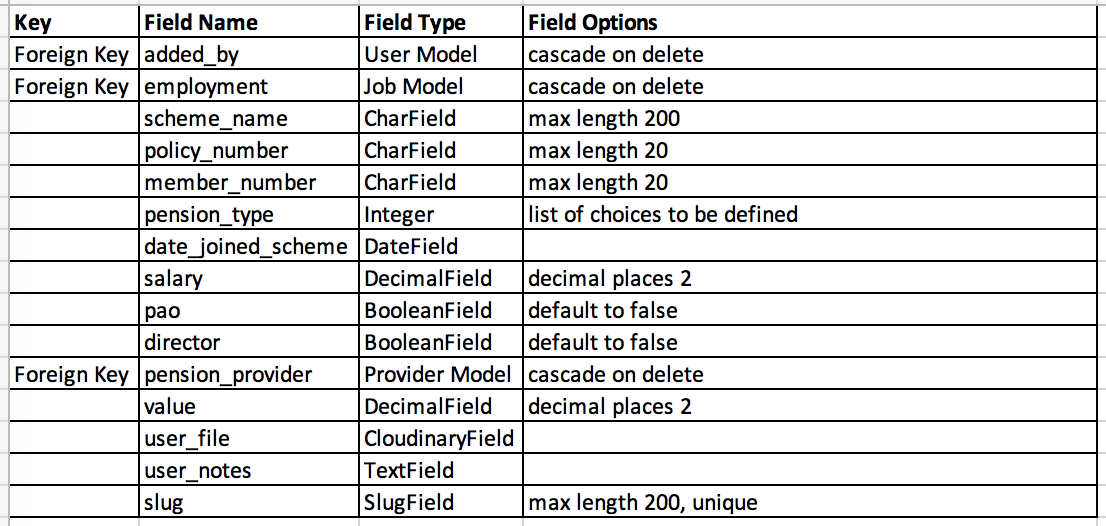 Key Field Name Field Type Field Options
Foreign Key added_by User Model cascade on delete
Foreign Key employment Job Model cascade on delete
scheme_name CharField max length 200
policy_number CharField max length 20
member_number CharField max length 20
pension_type Integer list of choices to be defined
date_joined_scheme DateField
salary DecimalField decimal places 2
pao BooleanField default to false
director BooleanField default to false
Foreign Key pension_provider Provider Model cascade on delete
value DecimalField decimal places 2
user_file CloudinaryField
user_notes TextField
slug SlugField max length 200, unique